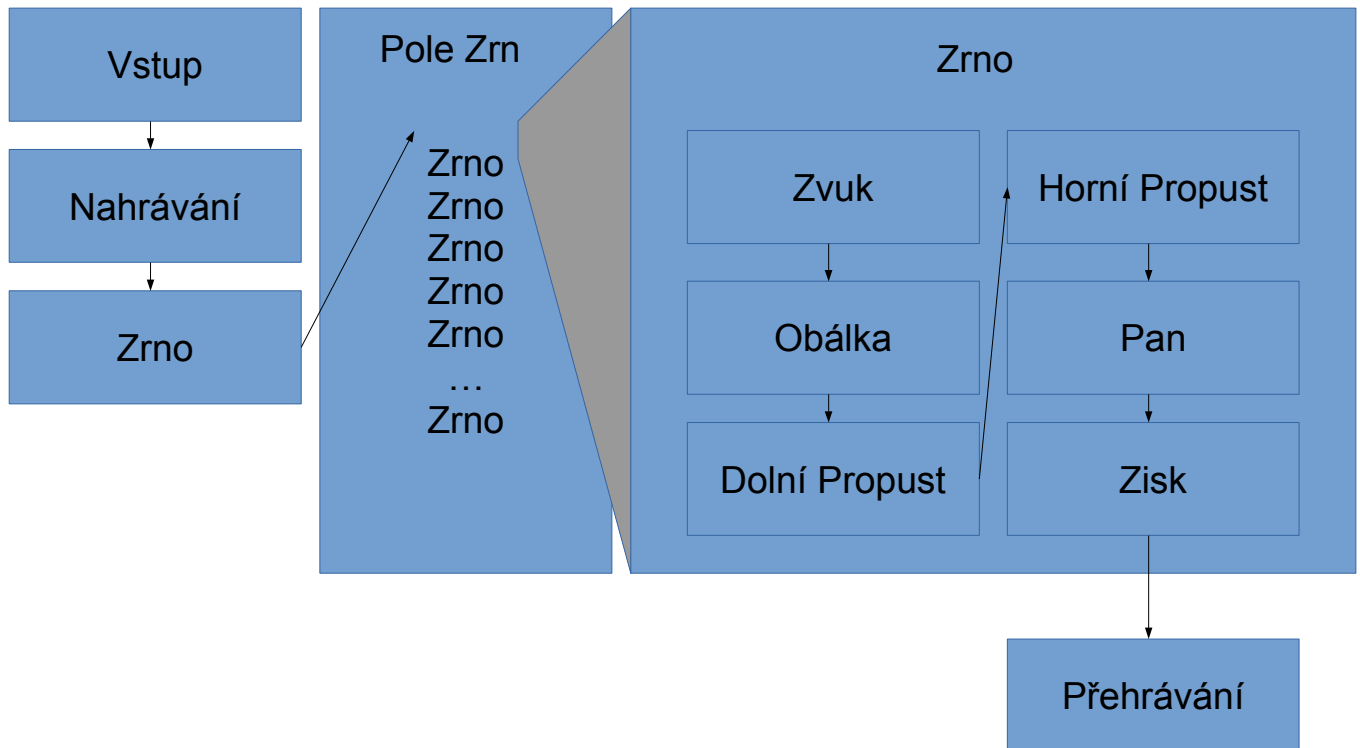 Vstup
Nahrávání
Zrno
Pole Zrn
Zrno
Zrno
Zrno
Zrno
Zrno
...
Zrno
Zrno
Zvuk
Obálka
Dolní Propust
Horní Propust
Pan
Zisk
Přehrávání